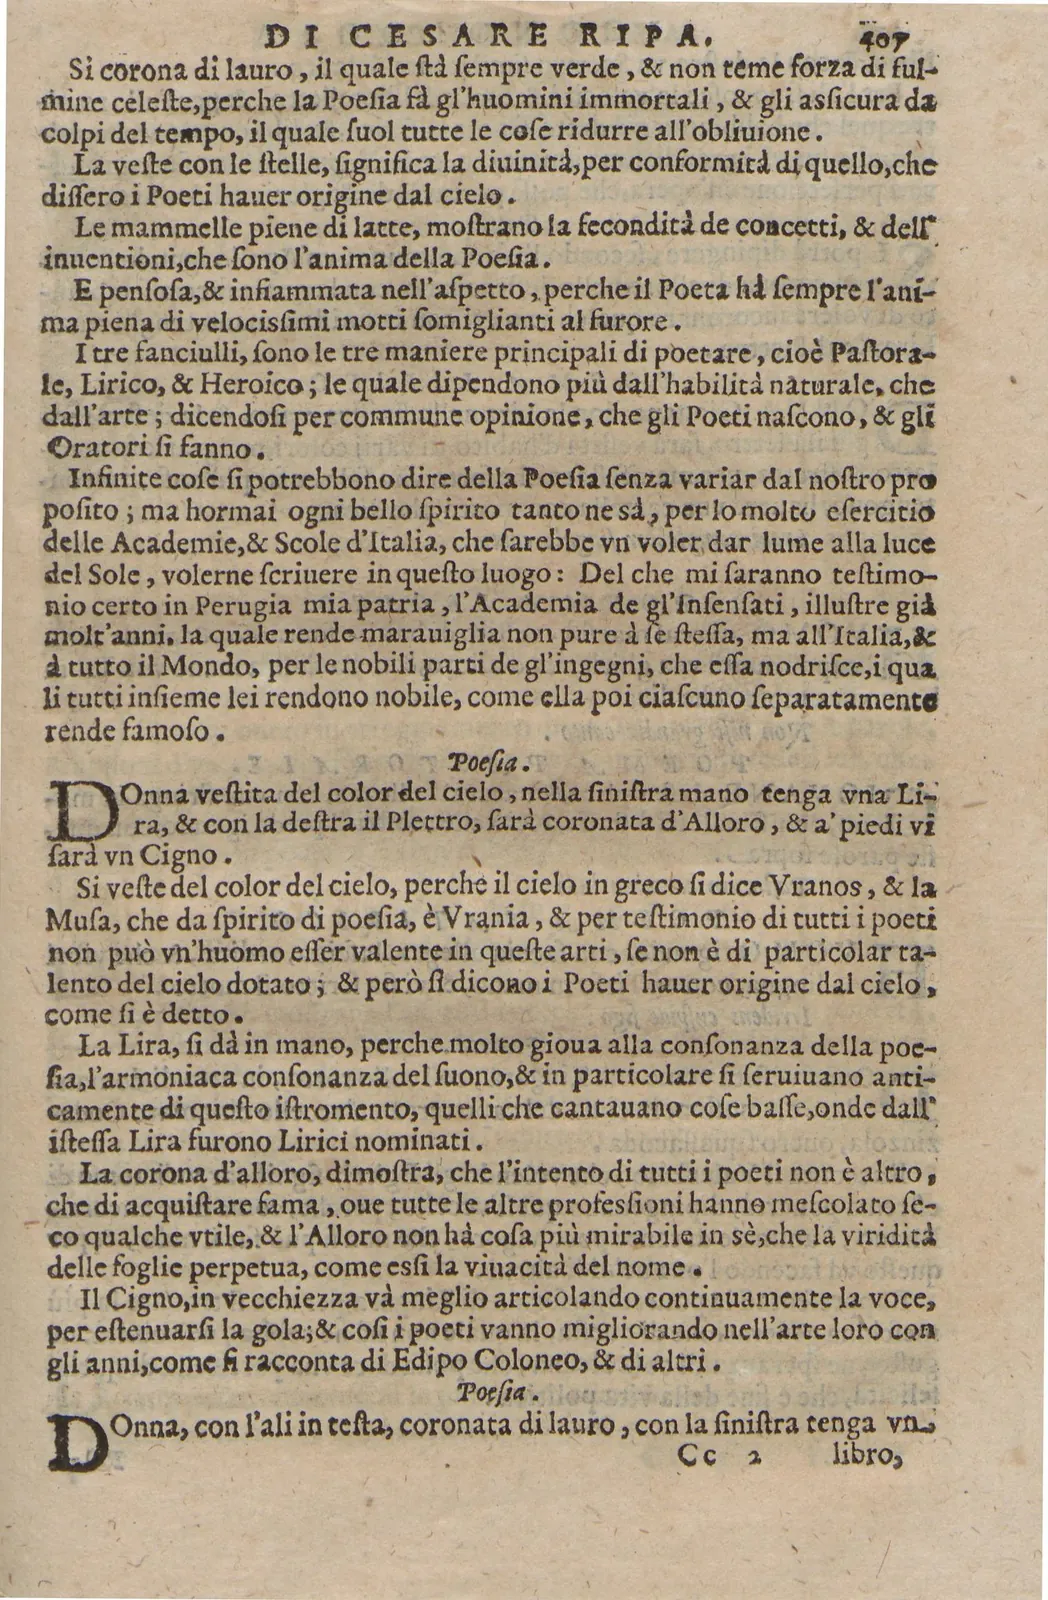 DI CESARE RIPA. 407
Si corona di lauro, il quale ſtà ſempre verde, & non teme forza di ful-
mine celeſte, perche la Poeſia fà gl'huomini immortali, & gli aſſicura da
colpi del tempo, il quale ſuol tutte le coſe ridurre all'obliuione.
La veſte con le ſtelle, ſignifica la diuinità, per conformità di quello, che
diſſero i Poeti hauer origine dal cielo.
Le mammelle piene di latte, moſtrano la fecondità de concetti, & dell'
inuentioni, che ſono l'anima della Poeſia.
E penſoſa, & infiammata nell'aſpetto, perche il Poeta hà ſempre l'ani-
ma piena di velociſſimi motti ſomiglianti al furore.
I tre fanciulli, ſono le tre maniere principali di poetare, cioè Paſtora-
le, Lirico, & Heroico; le quale dipendono più dall'habilità naturale, che
dall'arte; dicendoſi per commune opinione, che gli Poeti naſcono, & gli
Oratori ſi fanno.
Infinite coſe ſi potrebbono dire della Poeſia ſenza variar dal noſtro pro
poſito; ma hormai ogni bello ſpirito tanto ne sà, per lo molto eſercitio
delle Academie, & Scole d'Italia, che ſarebbe vn voler dar lume alla luce
del Sole, volerne ſcriuere in queſto luogo: Del che mi ſaranno teſtimo-
nio certo in Perugia mia patria, l'Academia de gl'Inſenſati, illuſtre già
molt'anni, la quale rende marauiglia non pure à ſe ſteſſa, ma all'Italia, &
à tutto il Mondo, per le nobili parti de gl'ingegni, che eſſa nodriſce, i qua
li tutti inſieme lei rendono nobile, come ella poi ciaſcuno ſeparatamente
rende famoſo.
Poeſia.
DOnna veſtita del color del cielo, nella ſiniſtra mano tenga vna Li-
ra, & con la deſtra il Plettro, ſarà coronata d'Alloro, & a' piedi vi
ſarà vn Cigno.
Si veſte del color del cielo, perche il cielo in greco ſi dice Vranos, & la
Muſa, che da ſpirito di poeſia, è Vrania, & per teſtimonio di tutti i poeti
non può vn'huomo eſſer valente in queſte arti, ſe non è di particolar ta-
lento del cielo dotato; & però ſi dicono i Poeti hauer origine dal cielo,
come ſi è detto.
La Lira, ſi dà in mano, perche molto gioua alla conſonanza della poe-
ſia, l'armoniaca conſonanza del ſuono, & in particolare ſi ſeruiuano anti-
camente di queſto iſtromento, quelli che cantauano coſe baſſe, onde dall'
iſteſſa Lira furono Lirici nominati.
La corona d'alloro, dimoſtra, che l'intento di tutti i poeti non è altro,
che di acquiſtare fama, oue tutte le altre profeſſioni hanno meſcolato ſe-
co qualche vtile, & l'Alloro non hà coſa più mirabile in sè, che la viridità
delle foglie perpetua, come eſſi la viuacità del nome.
Il Cigno, in vecchiezza và meglio articolando continuamente la voce,
per eſtenuarſi la gola; & coſi i poeti vanno migliorando nell'arte loro con
gli anni, come ſi racconta di Edipo Coloneo, & di altri.
Poeſia.
DOnna, con l'ali in teſta, coronata di lauro, con la ſiniſtra tenga vn
Cc 2 libro,